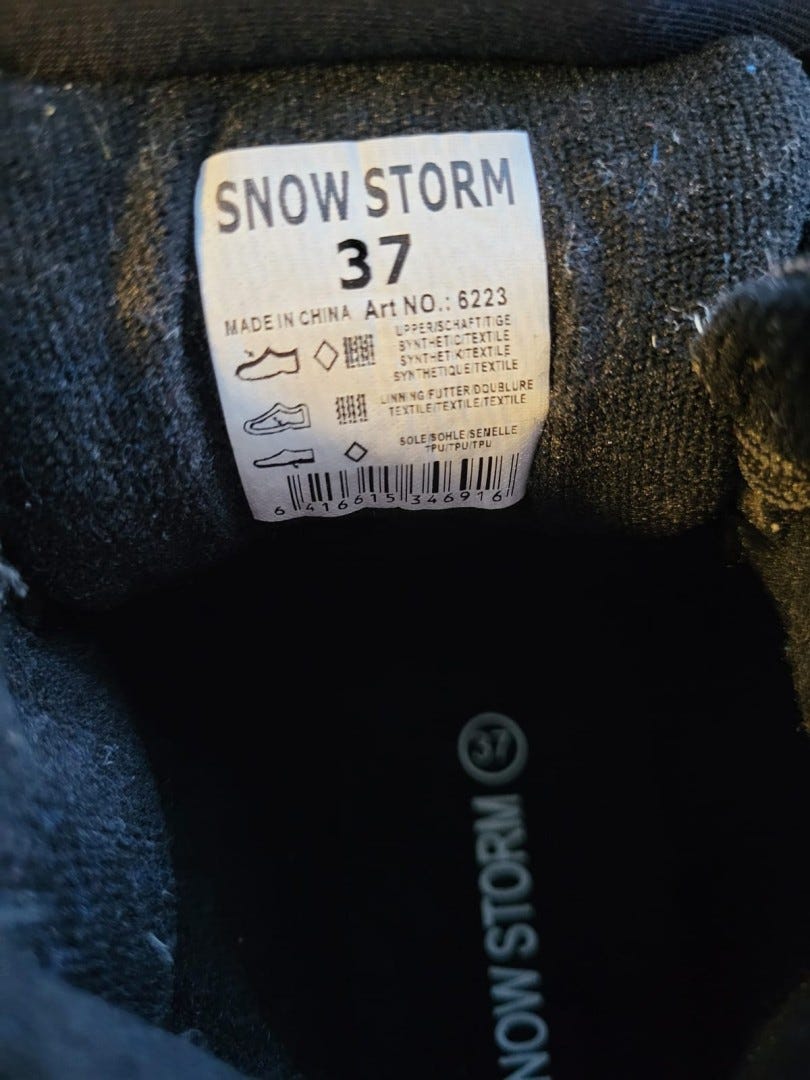 SNOW STORM
37
MADE IN CHINA Art NO.: 6223
UPPER/SCHAFT/TIGE
SYNTHETIC/TEXTILE
SYNTHETIK/TEXTILE
SYNTHETIQUE/TEXTILE
LINNING/FUTTER/DOUBLURE
TEXTILE/TEXTILE/TEXTILE
SOLE/SOHLE/SEMELLE
TPU/TPU/TPU
6 416615 346916
37
NOW STORM